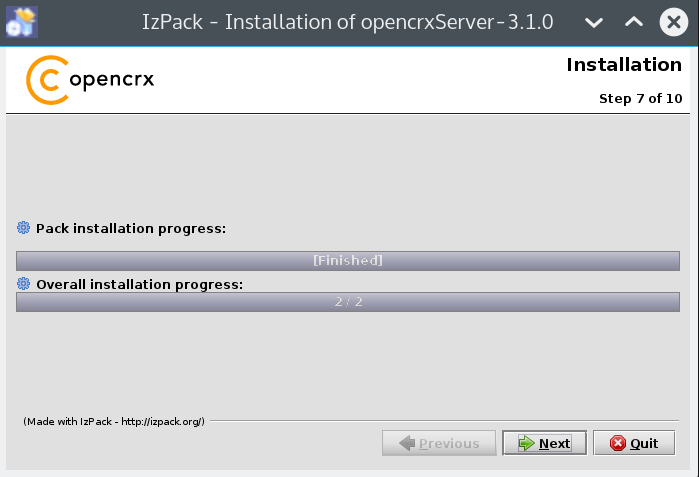 IzPack - Installation of opencrxServer-3.1.0
opencrx
Installation
Step 7 of 10
Pack installation progress:
[Finished]
Overall installation progress:
2 / 2
(Made with IzPack - http://izpack.org/)
Previous
Next
Quit